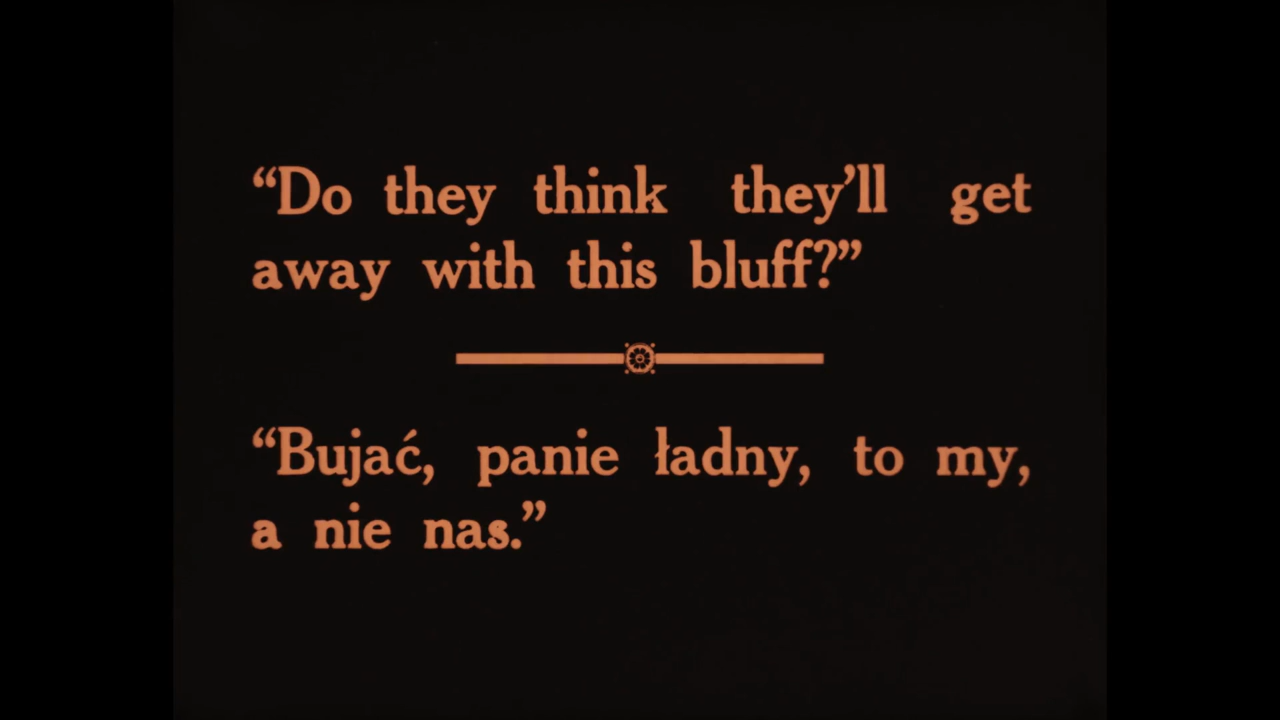 “Do they think they’ll get
away with this bluff?”
“Bujać, panie ładny, to my,
a nie nas.”